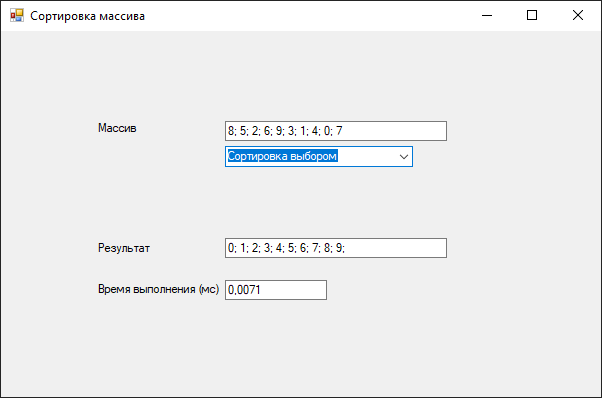 Сортировка массива
Массив
8; 5; 2; 6; 9; 3; 1; 4; 0; 7
Сортировка выбором
Результат
0; 1; 2; 3; 4; 5; 6; 7; 8; 9;
Время выполнения (мс)
0,0071